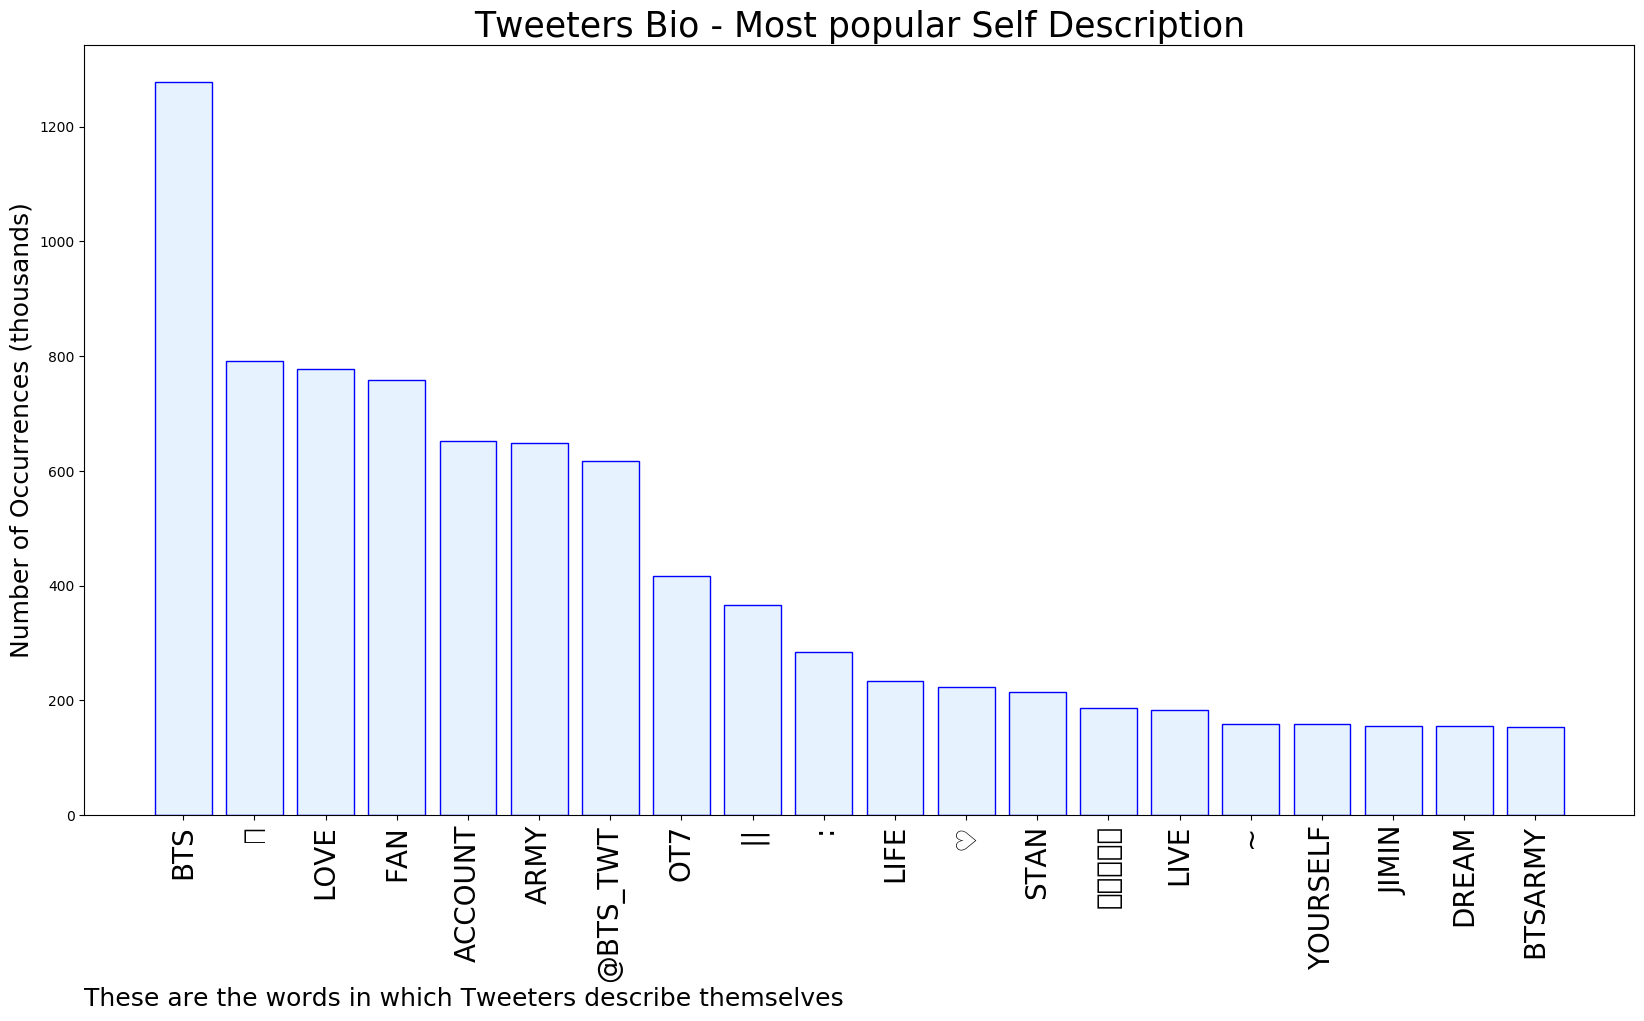 Tweeters Bio - Most popular Self Description
Number of Occurrences (thousands)
1200
1000
800
600
400
200
0
BTS
LOVE
FAN
ACCOUNT
ARMY
@BTS_TWT
OT7
||
:
LIFE
♡
STAN
LIVE
~
YOURSELF
JIMIN
DREAM
BTSARMY
These are the words in which Tweeters describe themselves